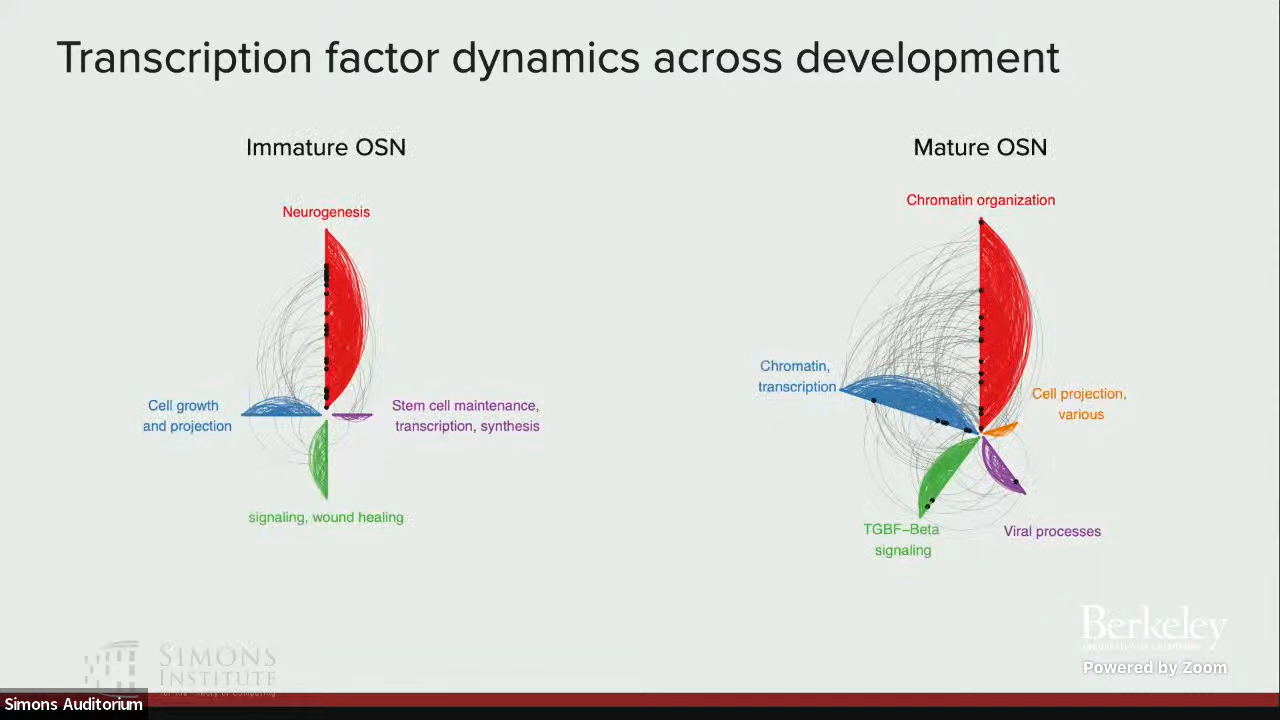 Transcription factor dynamics across development
Immature OSN
Neurogenesis
Cell growth
and projection
Stem cell maintenance,
transcription, synthesis
signaling, wound healing
Mature OSN
Chromatin organization
Chromatin,
transcription
Cell projection,
various
TGBF–Beta
signaling
Viral processes
SIMONS
INSTITUTE
Berkeley
Powered by Zoom
Simons Auditorium